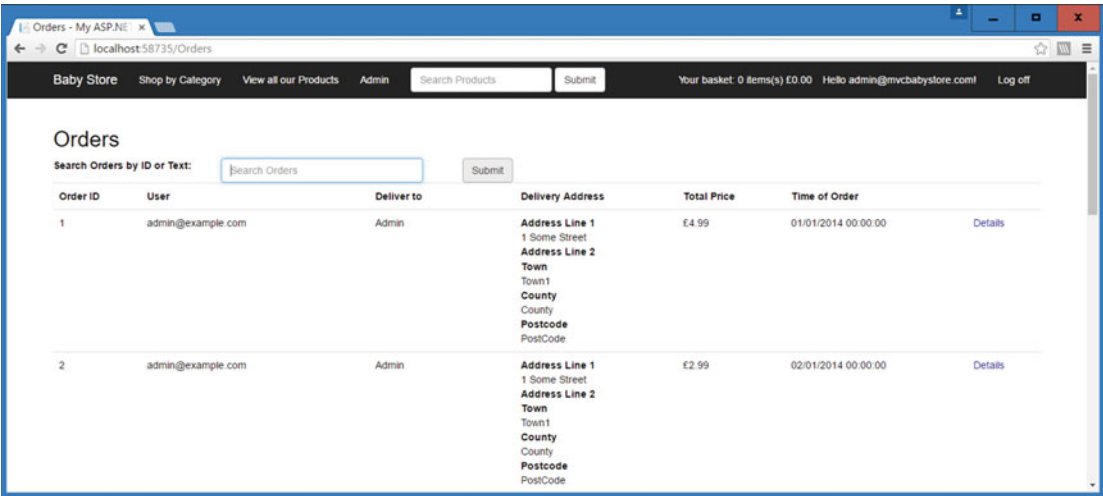 Orders - My ASP.NE
localhost:58735/Orders
Baby Store Shop by Category View all our Products Admin Search Products Submit Your basket: 0 items(s) £0.00 Hello admin@mvcbabystore.com! Log off
Orders
Search Orders by ID or Text: Search Orders Submit
Order ID User Deliver to Delivery Address Total Price Time of Order
1 admin@example.com Admin Address Line 1 £4.99 01/01/2014 00:00:00 Details
1 Some Street
Address Line 2
Town
Town1
County
County
Postcode
PostCode
2 admin@example.com Admin Address Line 1 £2.99 02/01/2014 00:00:00 Details
1 Some Street
Address Line 2
Town
Town1
County
County
Postcode
PostCode